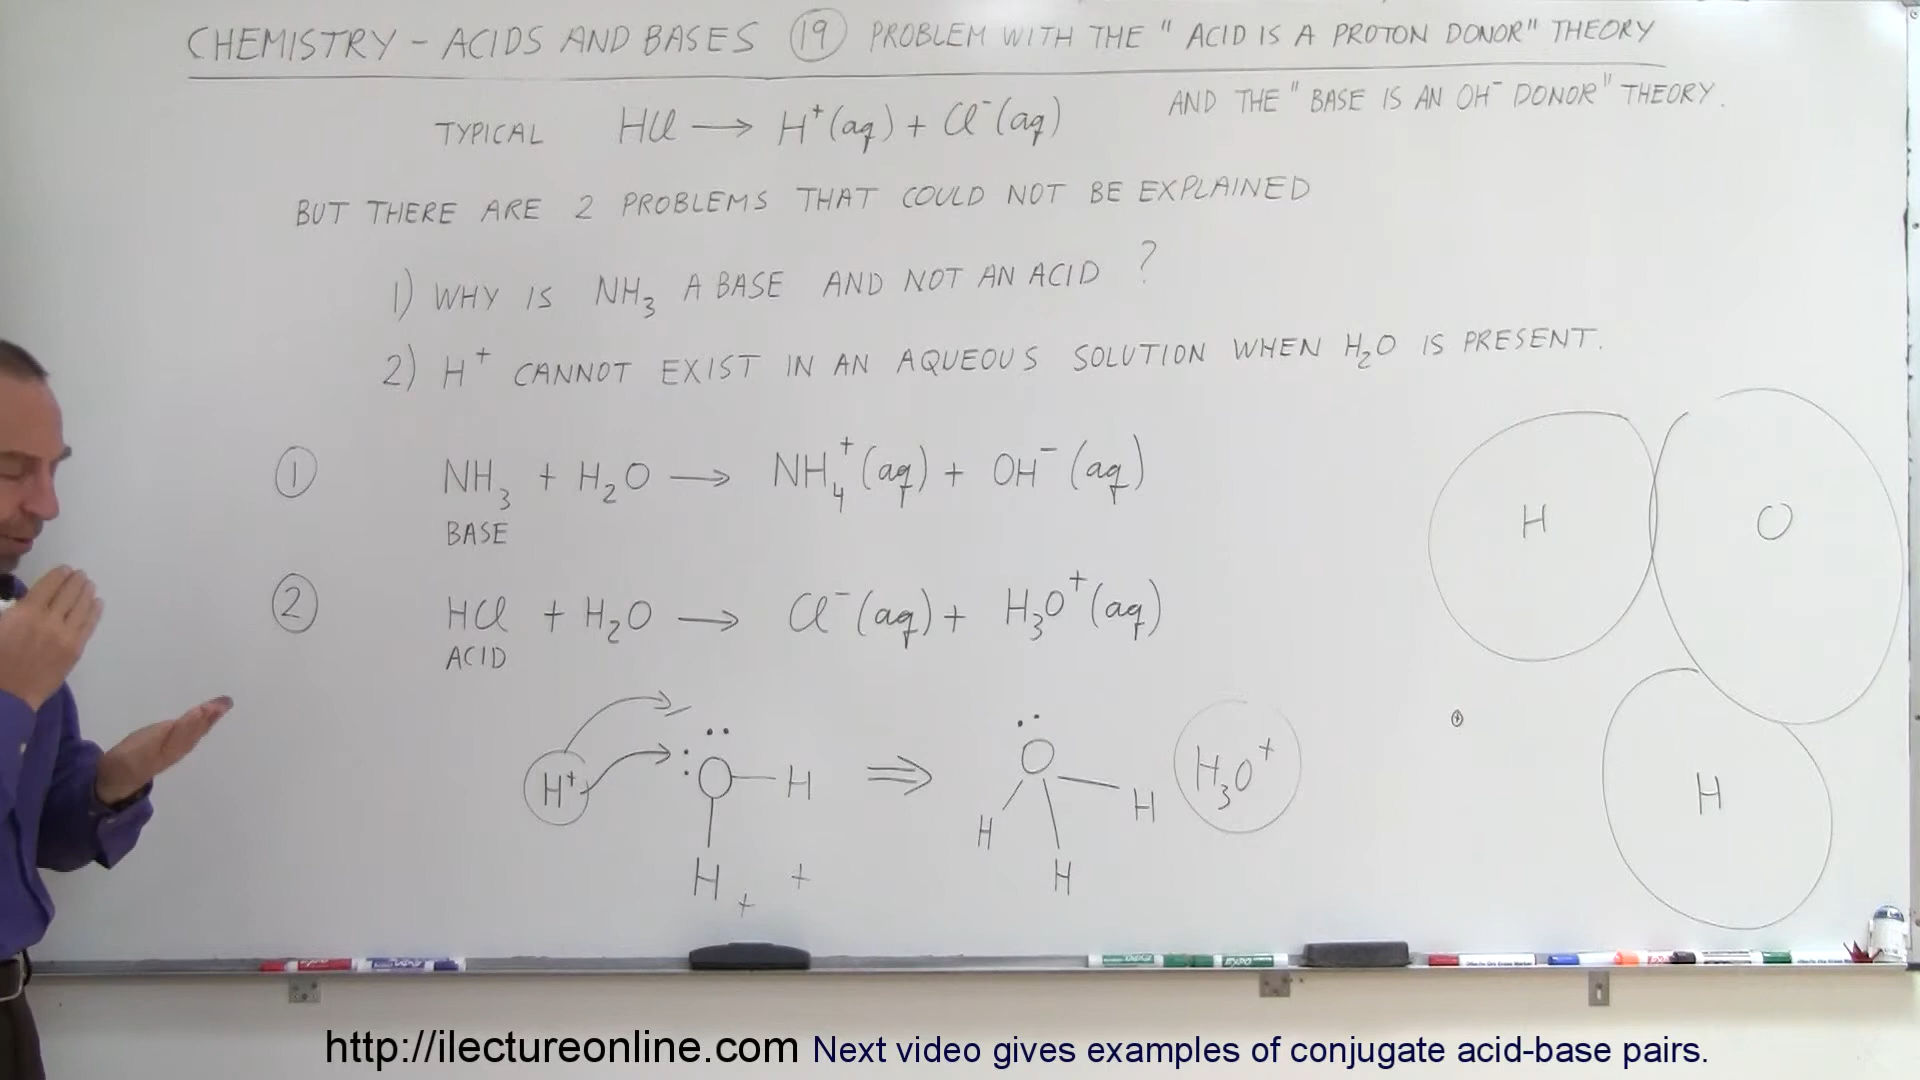 CHEMISTRY - ACIDS AND BASES 19 PROBLEM WITH THE "ACID IS A PROTON DONOR" THEORY
AND THE "BASE IS AN OH⁻ DONOR" THEORY.
TYPICAL HCl → H⁺(aq) + Cl⁻(aq)
BUT THERE ARE 2 PROBLEMS THAT COULD NOT BE EXPLAINED
1) WHY IS NH₃ A BASE AND NOT AN ACID ?
2) H⁺ CANNOT EXIST IN AN AQUEOUS SOLUTION WHEN H₂O IS PRESENT.
1 NH₃ + H₂O → NH₄⁺(aq) + OH⁻(aq)
BASE
2 HCl + H₂O → Cl⁻(aq) + H₃O⁺(aq)
ACID
H⁺ O — H ⇒ O H₃O⁺
H H
H + + H
H O
+
H
EXPO
http://ilectureonline.com Next video gives examples of conjugate acid-base pairs.